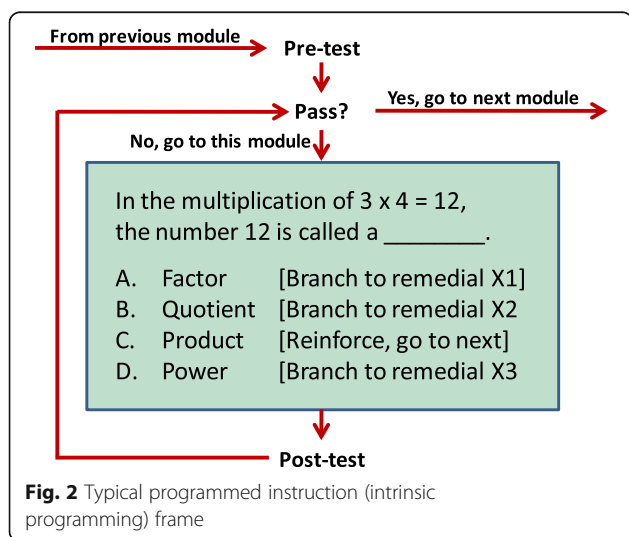 From previous module
Pre-test
Pass?
Yes, go to next module
No, go to this module
In the multiplication of 3 x 4 = 12,
the number 12 is called a ________.
A. Factor [Branch to remedial X1]
B. Quotient [Branch to remedial X2
C. Product [Reinforce, go to next]
D. Power [Branch to remedial X3
Post-test
Fig. 2 Typical programmed instruction (intrinsic
programming) frame